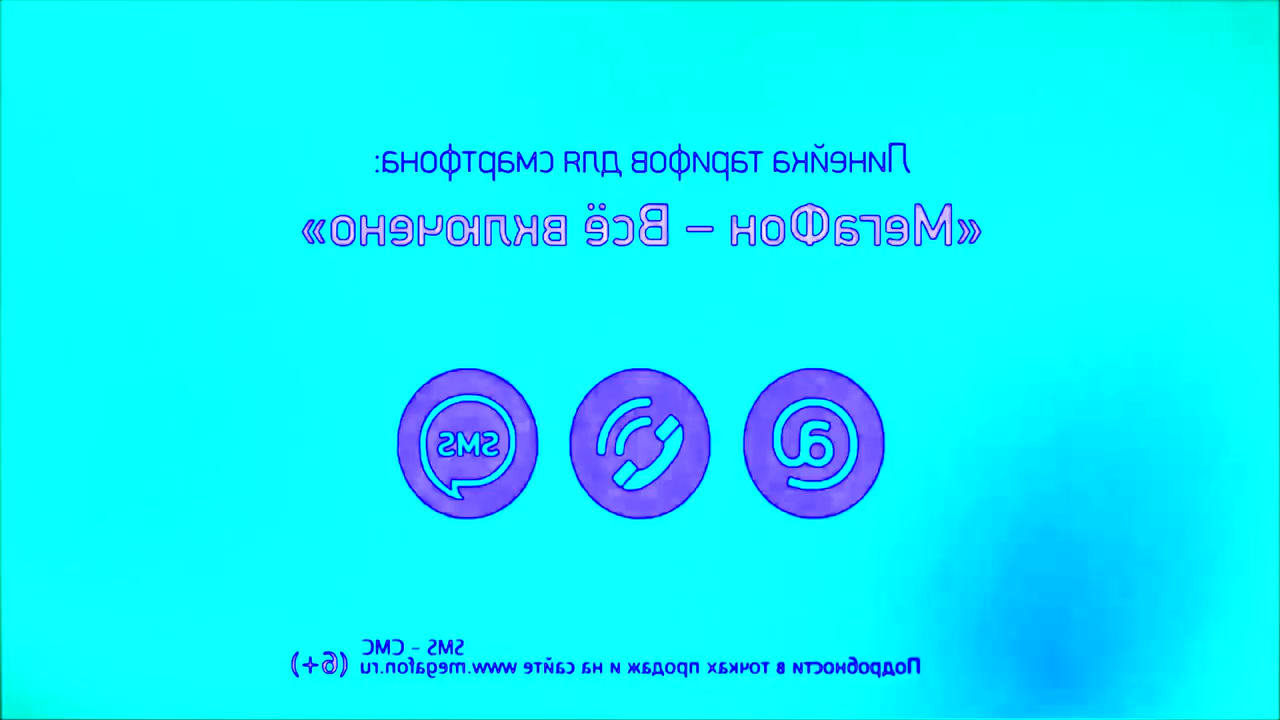 Линейка тарифов для смартфона:
«МегаФон – Всё включено»
@
SMS
SMS – СМС
Подробности в точках продаж и на сайте www.megafon.ru (6+)